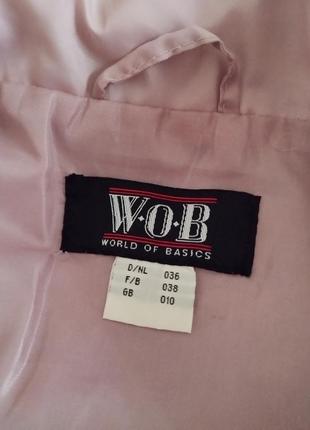 W·O·B
WORLD OF BASICS
D/NL 036
F/B 038
GB 010